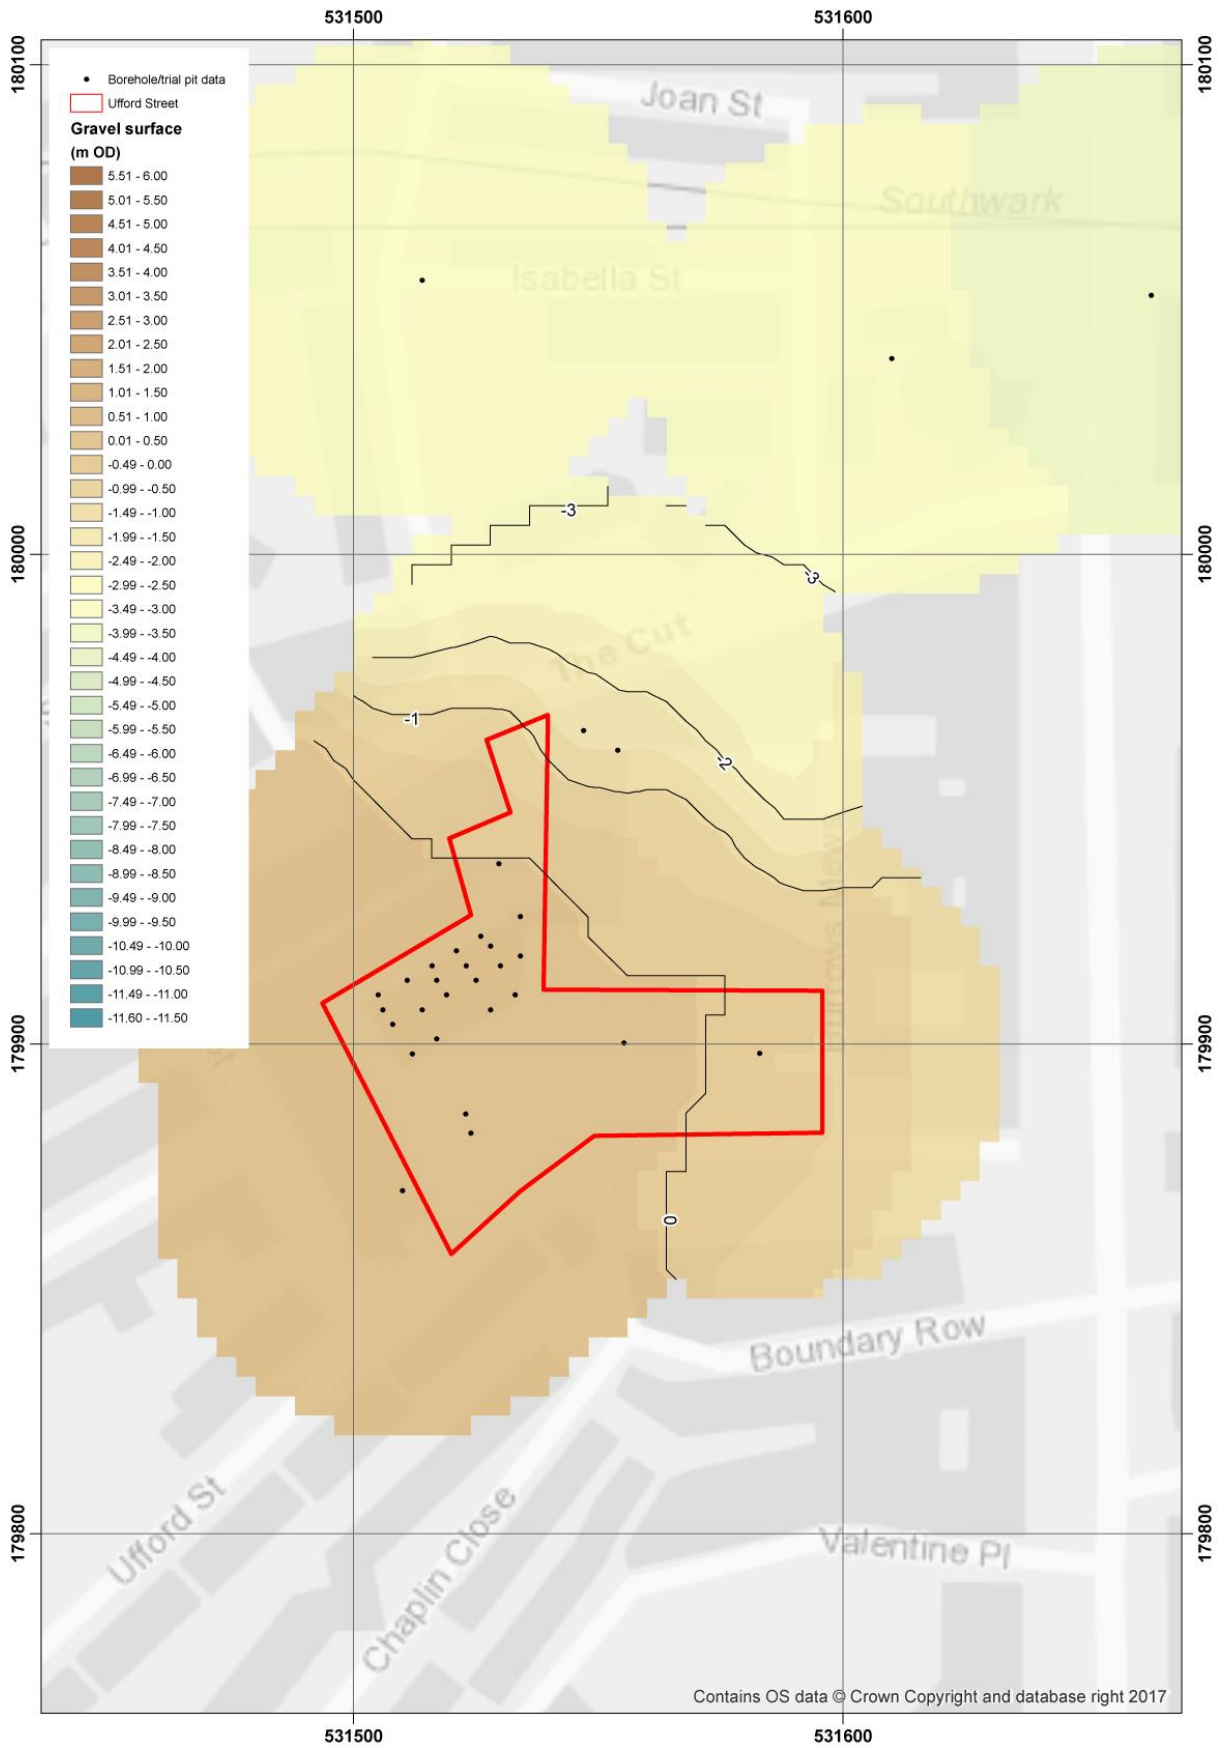 531500 531600
180100 180100
Borehole/trial pit data
Ufford Street
Gravel surface
(m OD)
5.51 - 6.00
5.01 - 5.50
4.51 - 5.00
4.01 - 4.50
3.51 - 4.00
3.01 - 3.50
2.51 - 3.00
2.01 - 2.50
1.51 - 2.00
1.01 - 1.50
0.51 - 1.00
0.01 - 0.50
-0.49 - 0.00
-0.99 - -0.50
-1.49 - -1.00
-1.99 - -1.50
-2.49 - -2.00
-2.99 - -2.50
-3.49 - -3.00
-3.99 - -3.50
-4.49 - -4.00
-4.99 - -4.50
-5.49 - -5.00
-5.99 - -5.50
-6.49 - -6.00
-6.99 - -6.50
-7.49 - -7.00
-7.99 - -7.50
-8.49 - -8.00
-8.99 - -8.50
-9.49 - -9.00
-9.99 - -9.50
-10.49 - -10.00
-10.99 - -10.50
-11.49 - -11.00
-11.60 - -11.50
Joan St
Southwark
Isabella St
-3
180000 180000
-3
The Cut
-1
-2
Burrows Mews
179900 179900
st
0
Boundary Row
Ufford St
Chaplin Close
179800 179800
Valentine Pl
Contains OS data © Crown Copyright and database right 2017
531500 531600